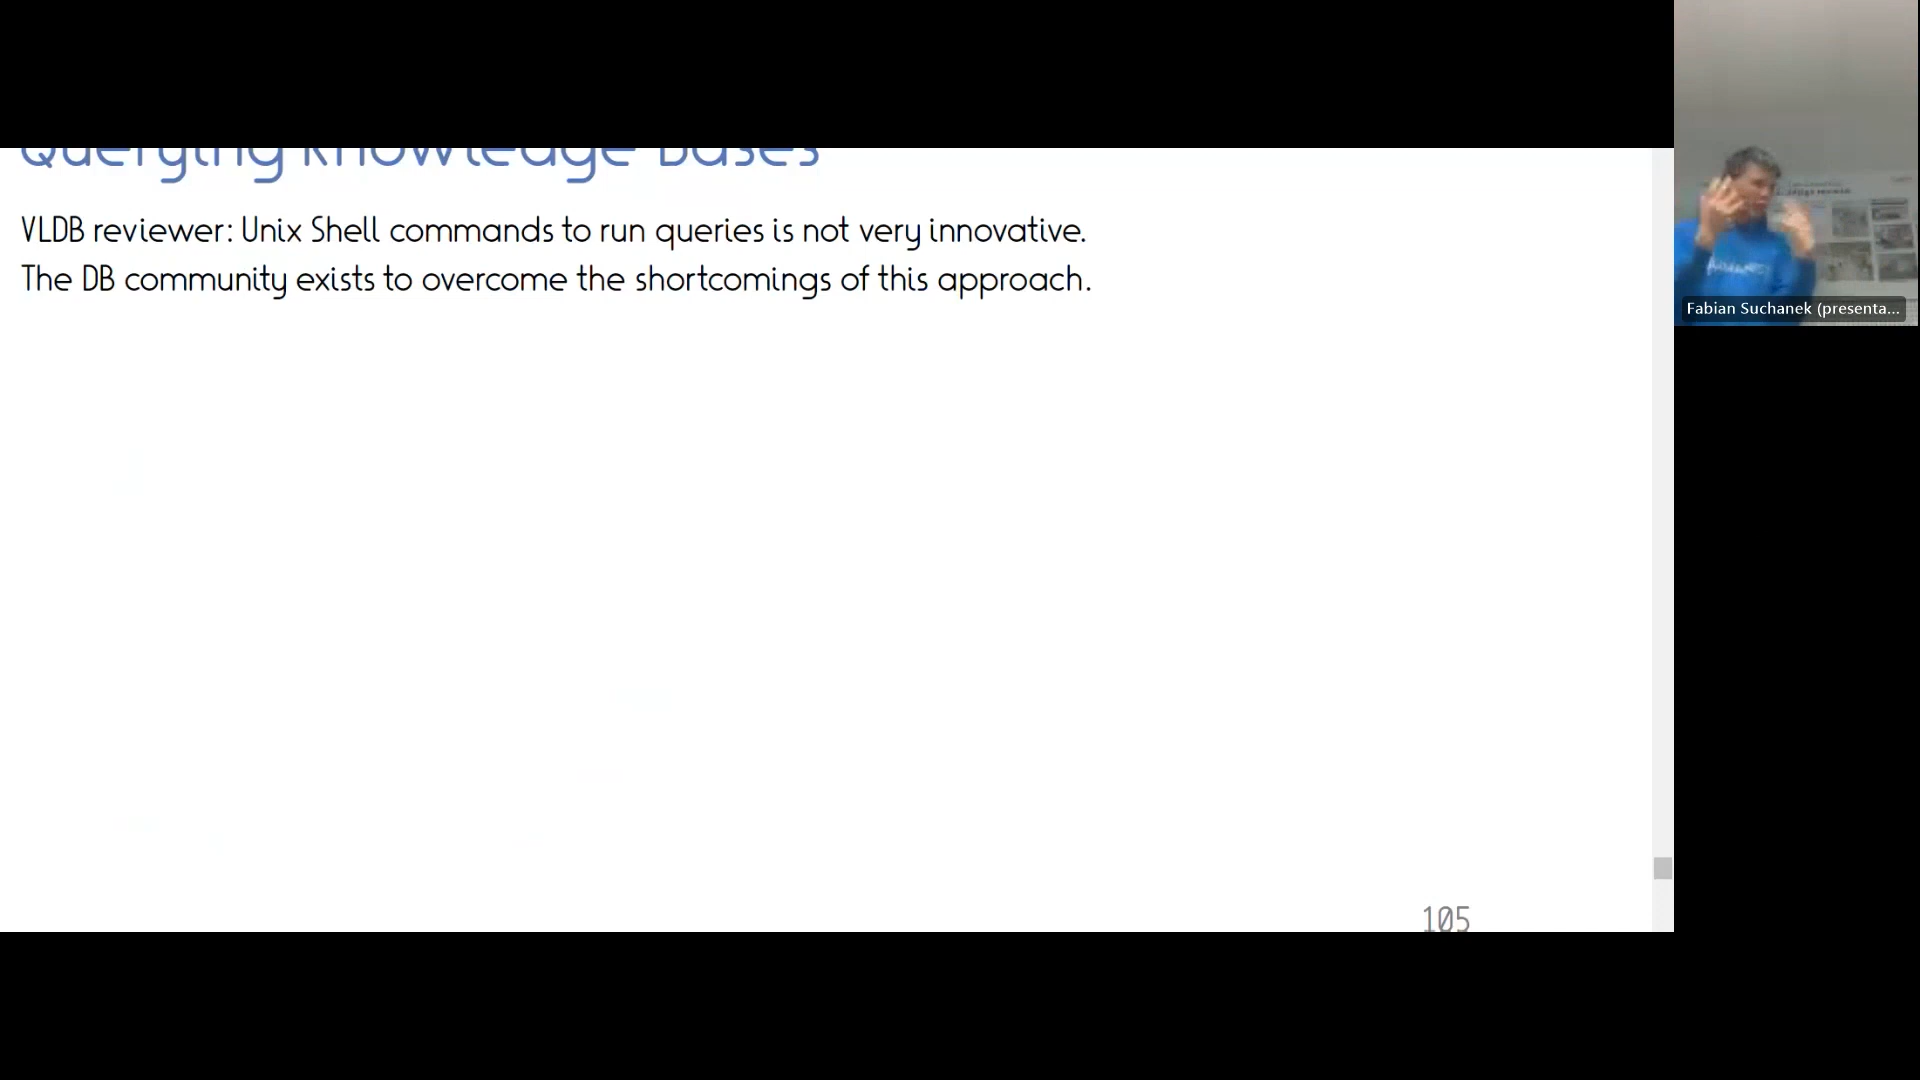 Querying Knowledge Bases
VLDB reviewer: Unix Shell commands to run queries is not very innovative.
The DB community exists to overcome the shortcomings of this approach.
105
Fabian Suchanek (presenta...